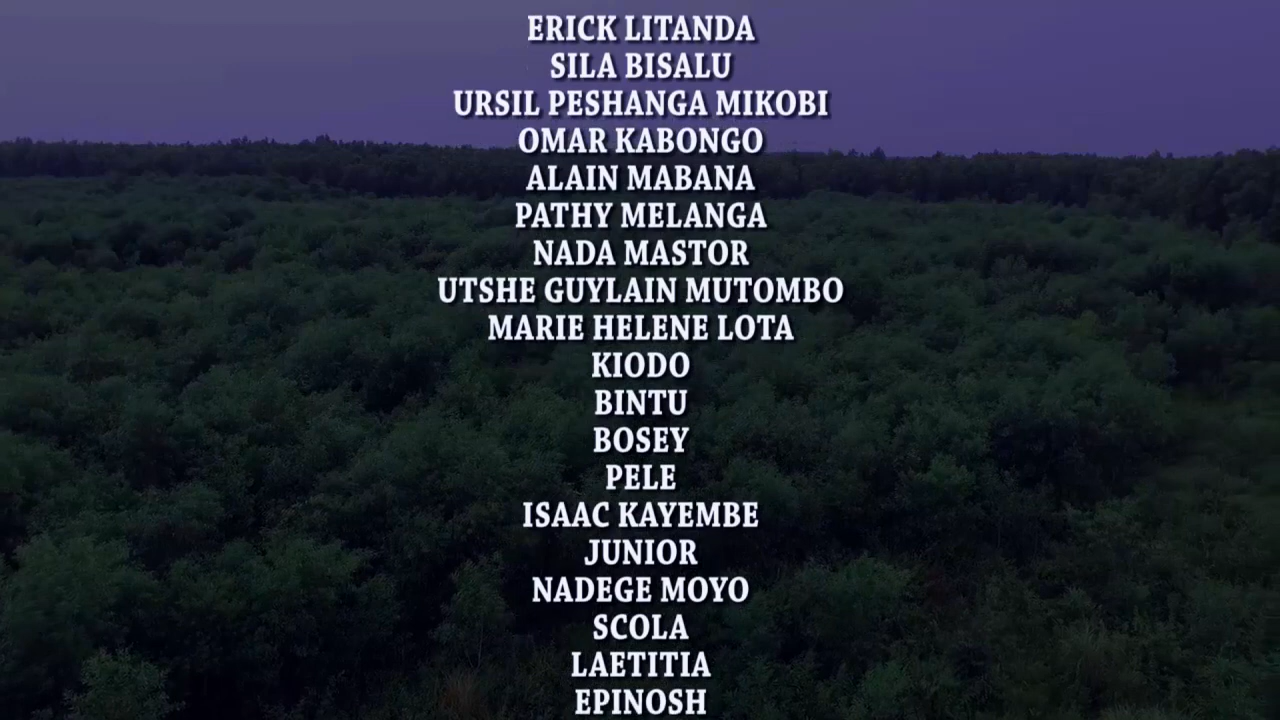 ERICK LITANDA
SILA BISALU
URSIL PESHANGA MIKOBI
OMAR KABONGO
ALAIN MABANA
PATHY MELANGA
NADA MASTOR
UTSHE GUYLAIN MUTOMBO
MARIE HELENE LOTA
KIODO
BINTU
BOSEY
PELE
ISAAC KAYEMBE
JUNIOR
NADEGE MOYO
SCOLA
LAETITIA
EPINOSH